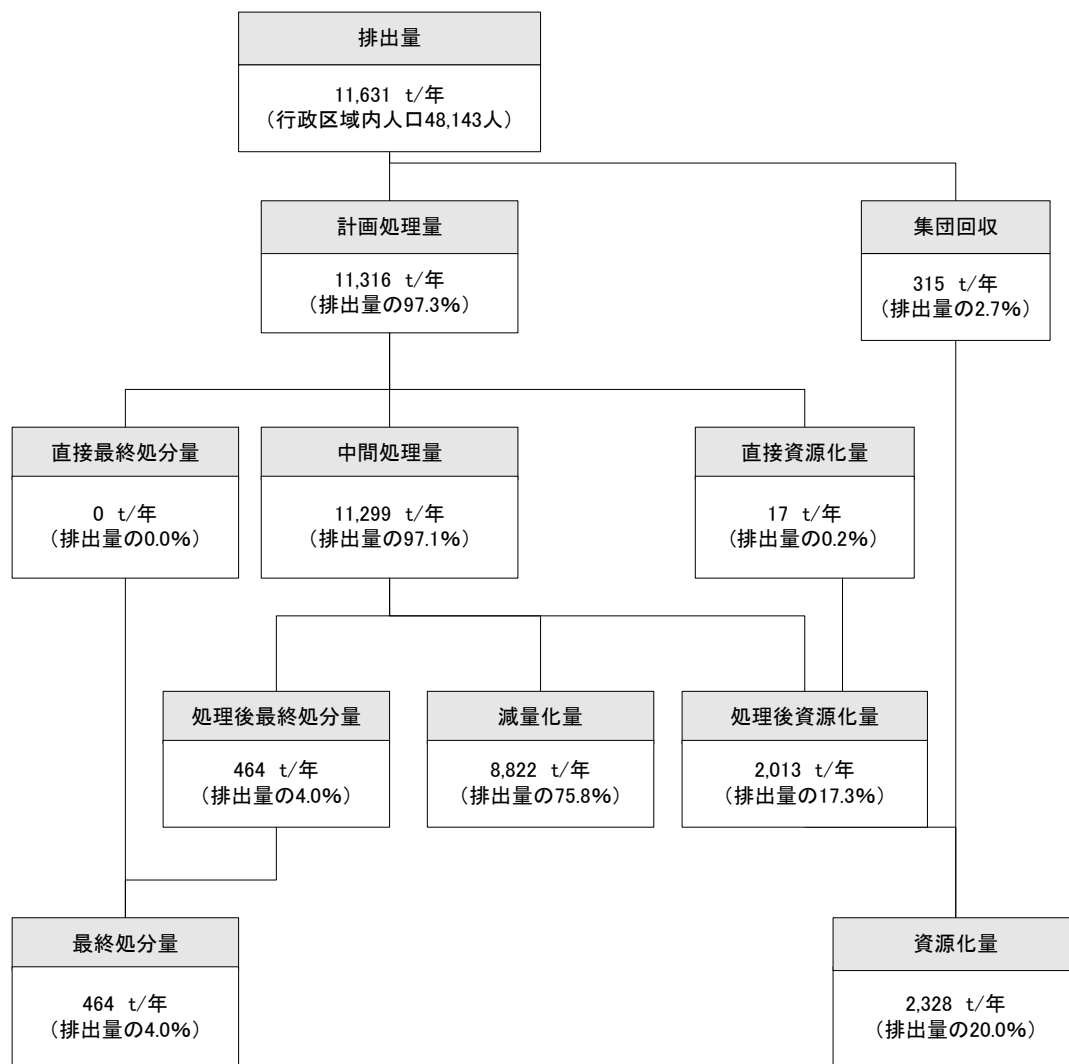 排出量
11,631 t/年
（行政区域内人口48,143人）
計画処理量
11,316 t/年
（排出量の97.3%）
集団回収
315 t/年
（排出量の2.7%）
直接最終処分量
0 t/年
（排出量の0.0%）
中間処理量
11,299 t/年
（排出量の97.1%）
直接資源化量
17 t/年
（排出量の0.2%）
処理後最終処分量
464 t/年
（排出量の4.0%）
減量化量
8,822 t/年
（排出量の75.8%）
処理後資源化量
2,013 t/年
（排出量の17.3%）
最終処分量
464 t/年
（排出量の4.0%）
資源化量
2,328 t/年
（排出量の20.0%）